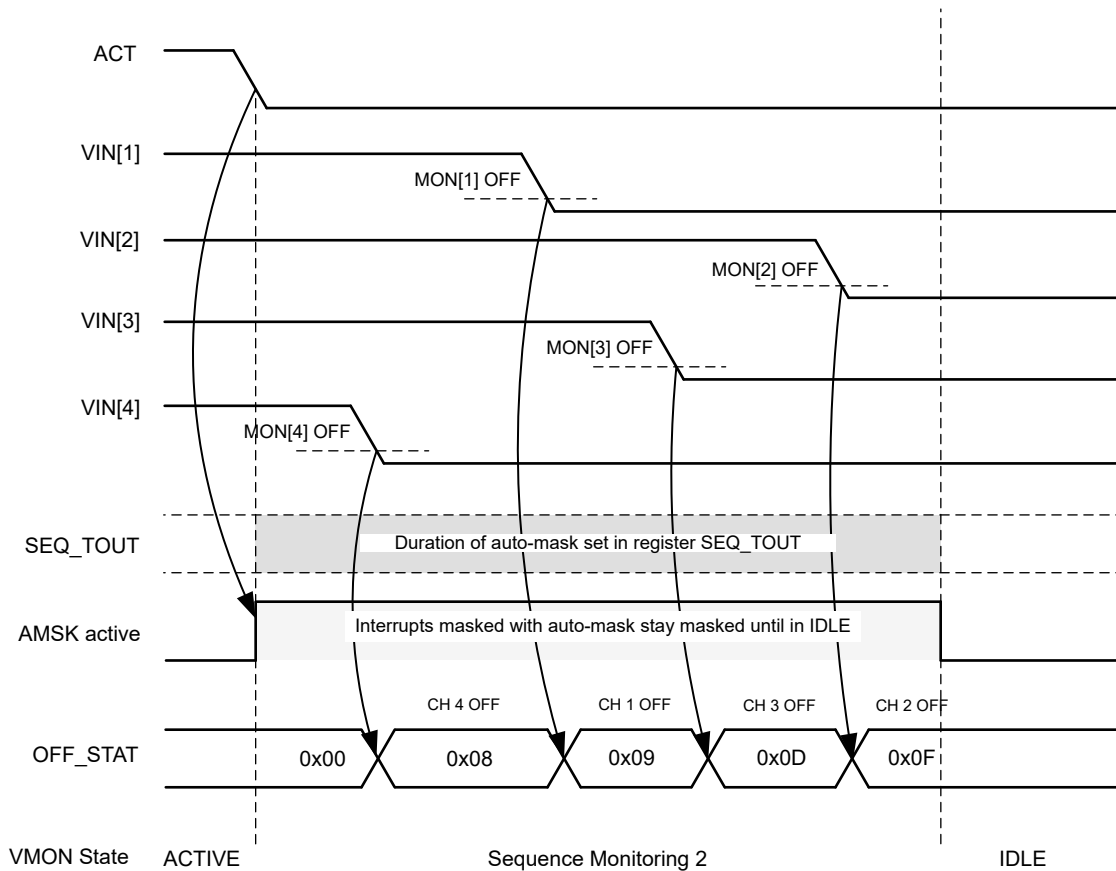 ACT
VIN[1]
MON[1] OFF
VIN[2]
MON[2] OFF
VIN[3]
MON[3] OFF
VIN[4]
MON[4] OFF
SEQ_TOUT
Duration of auto-mask set in register SEQ_TOUT
AMSK active
Interrupts masked with auto-mask stay masked until in IDLE
CH 4 OFF CH 1 OFF CH 3 OFF CH 2 OFF
OFF_STAT 0x00 0x08 0x09 0x0D 0x0F
VMON State ACTIVE Sequence Monitoring 2 IDLE